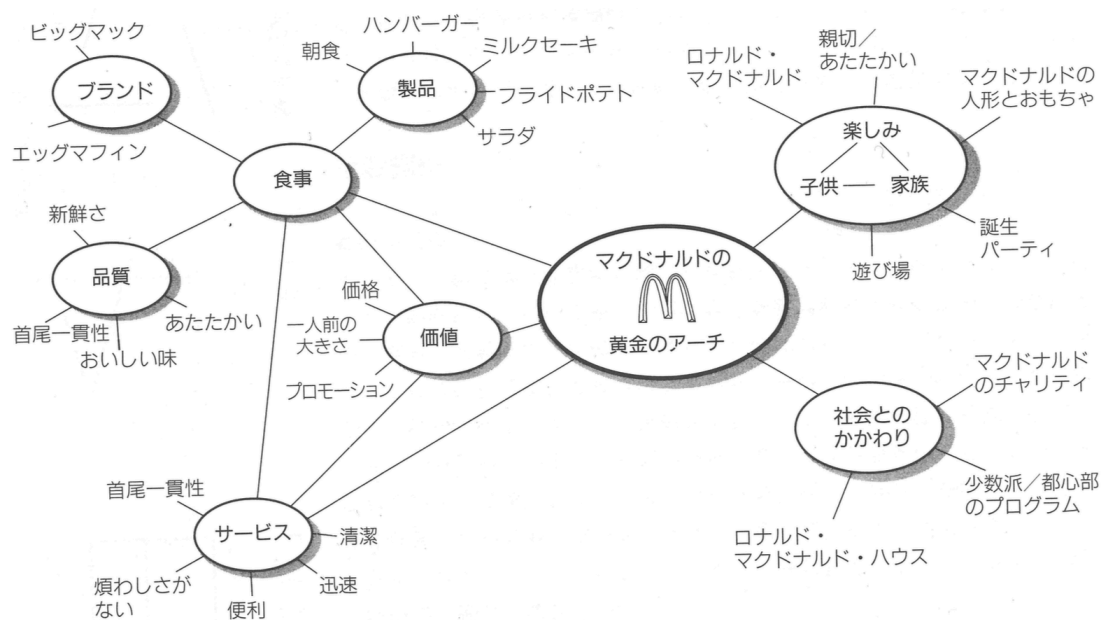 ビッグマック
ブランド
エッグマフィン
ハンバーガー
朝食
ミルクセーキ
製品
フライドポテト
サラダ
食事
新鮮さ
品質
首尾一貫性
あたたかい
おいしい味
価格
一人前の
大きさ
価値
プロモーション
首尾一貫性
サービス
清潔
煩わしさが
ない
迅速
便利
マクドナルドの
黄金のアーチ
ロナルド・
マクドナルド
親切／
あたたかい
マクドナルドの
人形とおもちゃ
楽しみ
子供
家族
誕生
パーティ
遊び場
社会との
かかわり
マクドナルド
のチャリティ
少数派／都心部
のプログラム
ロナルド・
マクドナルド・ハウス